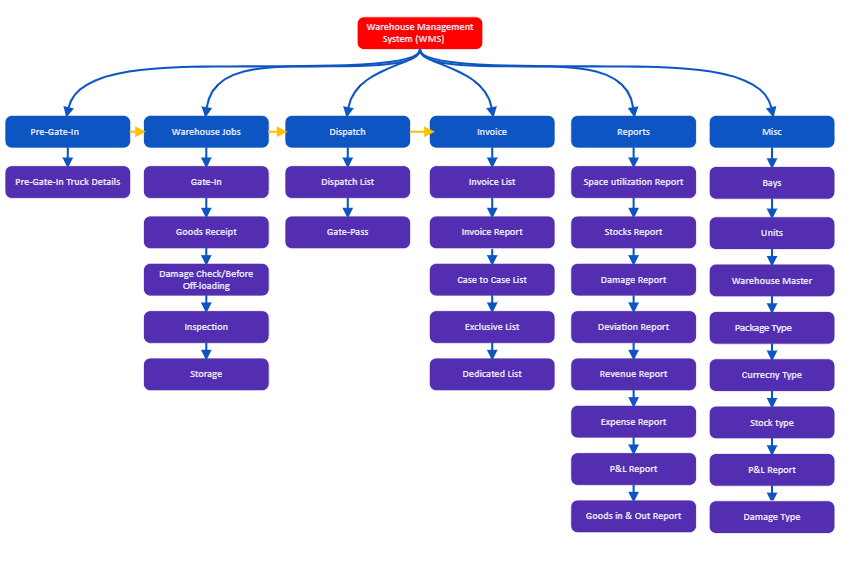 Warehouse Management
System (WMS)
Pre-Gate-In
Warehouse Jobs
Dispatch
Invoice
Reports
Misc
Pre-Gate-In Truck Details
Gate-In
Dispatch List
Invoice List
Space utilization Report
Bays
Goods Receipt
Gate-Pass
Invoice Report
Stocks Report
Units
Damage Check/Before
Off-loading
Case to Case List
Damage Report
Warehouse Master
Inspection
Exclusive List
Deviation Report
Package Type
Storage
Dedicated List
Revenue Report
Currecny Type
Expense Report
Stock type
P&L Report
P&L Report
Goods in & Out Report
Damage Type